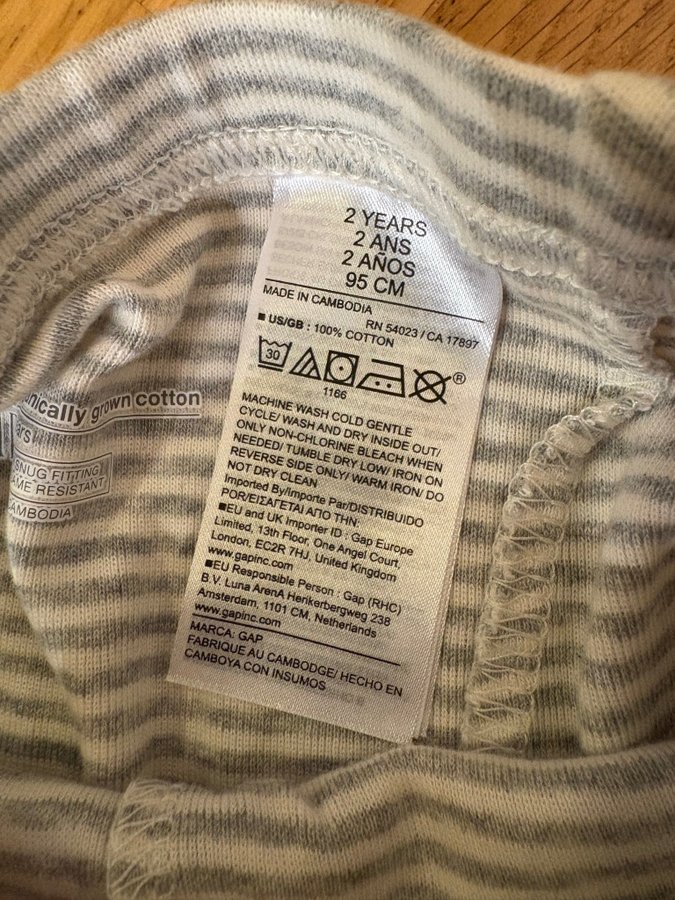 2 YEARS
2 ANS
2 AÑOS
95 CM
MADE IN CAMBODIA
RN 54023 / CA 17897
■ US/GB : 100% COTTON
30
®
1166
MACHINE WASH COLD GENTLE
CYCLE/ WASH AND DRY INSIDE OUT/
ONLY NON-CHLORINE BLEACH WHEN
NEEDED/ TUMBLE DRY LOW/ IRON ON
REVERSE SIDE ONLY/ WARM IRON/ DO
NOT DRY CLEAN
Imported By/Importe Par/DISTRIBUIDO
POR/ΕΙΣΑΓΕΤΑΙ ΑΠΟ ΤΗΝ:
■EU and UK Importer ID : Gap Europe
Limited, 13th Floor, One Angel Court,
London, EC2R 7HJ, United Kingdom
www.gapinc.com
■EU Responsible Person : Gap (RHC)
B.V. Luna ArenA Herikerbergweg 238
Amsterdam, 1101 CM, Netherlands
www.gapinc.com
MARCA: GAP
FABRIQUE AU CAMBODGE/ HECHO EN
CAMBOYA CON INSUMOS
nically grown cotton
ars
SNUG FITTING
AME RESISTANT
AMBODIA